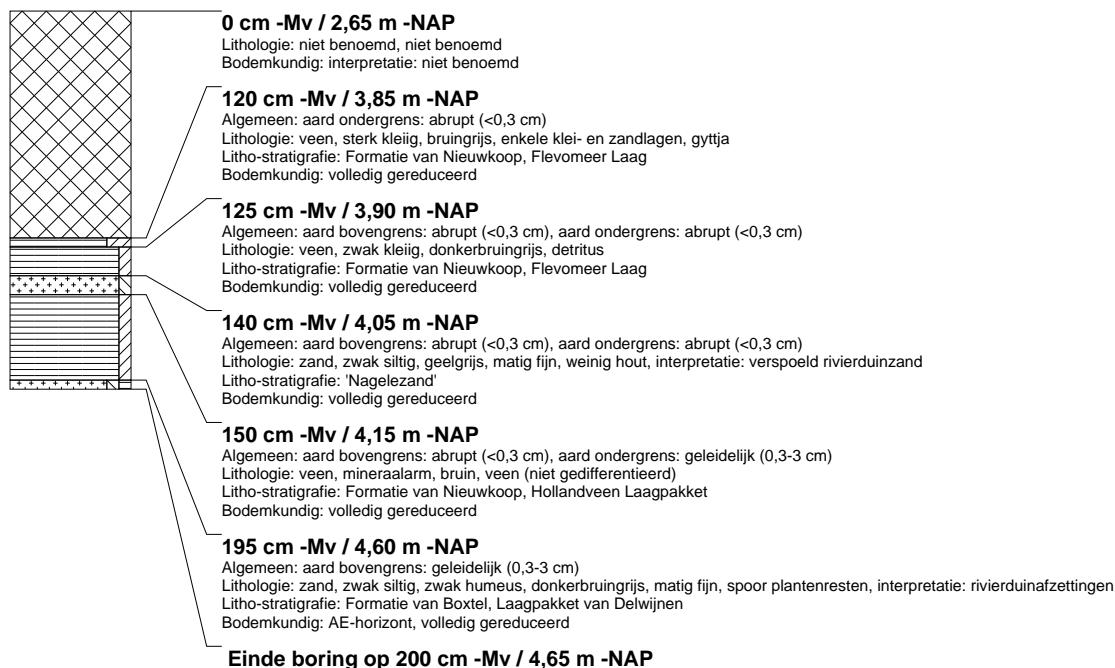 0 cm -Mv / 2,65 m -NAP
Lithologie: niet benoemd, niet benoemd
Bodemkundig: interpretatie: niet benoemd
120 cm -Mv / 3,85 m -NAP
Algemeen: aard ondergrens: abrupt (<0,3 cm)
Lithologie: veen, sterk kleiig, bruingrijs, enkele klei- en zandlagen, gyttja
Litho-stratigrafie: Formatie van Nieuwkoop, Flevomeer Laag
Bodemkundig: volledig gereduceerd
125 cm -Mv / 3,90 m -NAP
Algemeen: aard bovengrens: abrupt (<0,3 cm), aard ondergrens: abrupt (<0,3 cm)
Lithologie: veen, zwak kleiig, donkerbruingrijs, detritus
Litho-stratigrafie: Formatie van Nieuwkoop, Flevomeer Laag
Bodemkundig: volledig gereduceerd
140 cm -Mv / 4,05 m -NAP
Algemeen: aard bovengrens: abrupt (<0,3 cm), aard ondergrens: abrupt (<0,3 cm)
Lithologie: zand, zwak siltig, geelgrijs, matig fijn, weinig hout, interpretatie: verspoeld rivierduinzand
Litho-stratigrafie: 'Nagelezand'
Bodemkundig: volledig gereduceerd
150 cm -Mv / 4,15 m -NAP
Algemeen: aard bovengrens: abrupt (<0,3 cm), aard ondergrens: geleidelijk (0,3-3 cm)
Lithologie: veen, mineraalarm, bruin, veen (niet gedifferentieerd)
Litho-stratigrafie: Formatie van Nieuwkoop, Hollandveen Laagpakket
Bodemkundig: volledig gereduceerd
195 cm -Mv / 4,60 m -NAP
Algemeen: aard bovengrens: geleidelijk (0,3-3 cm)
Lithologie: zand, zwak siltig, zwak humeus, donkerbruingrijs, matig fijn, spoor plantenresten, interpretatie: rivierduinafzettingen
Litho-stratigrafie: Formatie van Boxtel, Laagpakket van Delwijnen
Bodemkundig: AE-horizont, volledig gereduceerd
Einde boring op 200 cm -Mv / 4,65 m -NAP